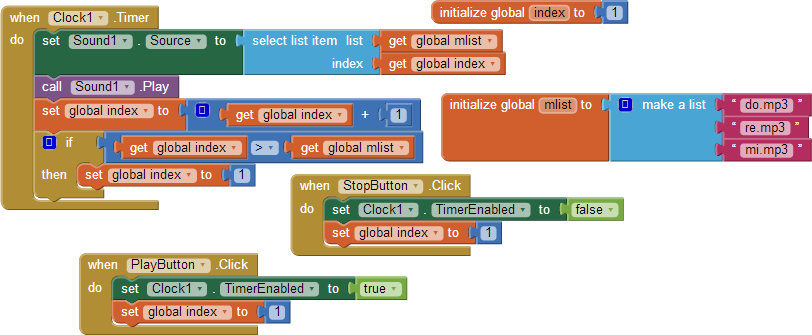 when Clock1 .Timer
do set Sound1 . Source to select list item list get global mlist
index get global index
call Sound1 .Play
set global index to get global index + 1
if get global index > get global mlist
then set global index to 1
initialize global index to 1
initialize global mlist to make a list " do.mp3 "
" re.mp3 "
" mi.mp3 "
when StopButton .Click
do set Clock1 . TimerEnabled to false
set global index to 1
when PlayButton .Click
do set Clock1 . TimerEnabled to true
set global index to 1